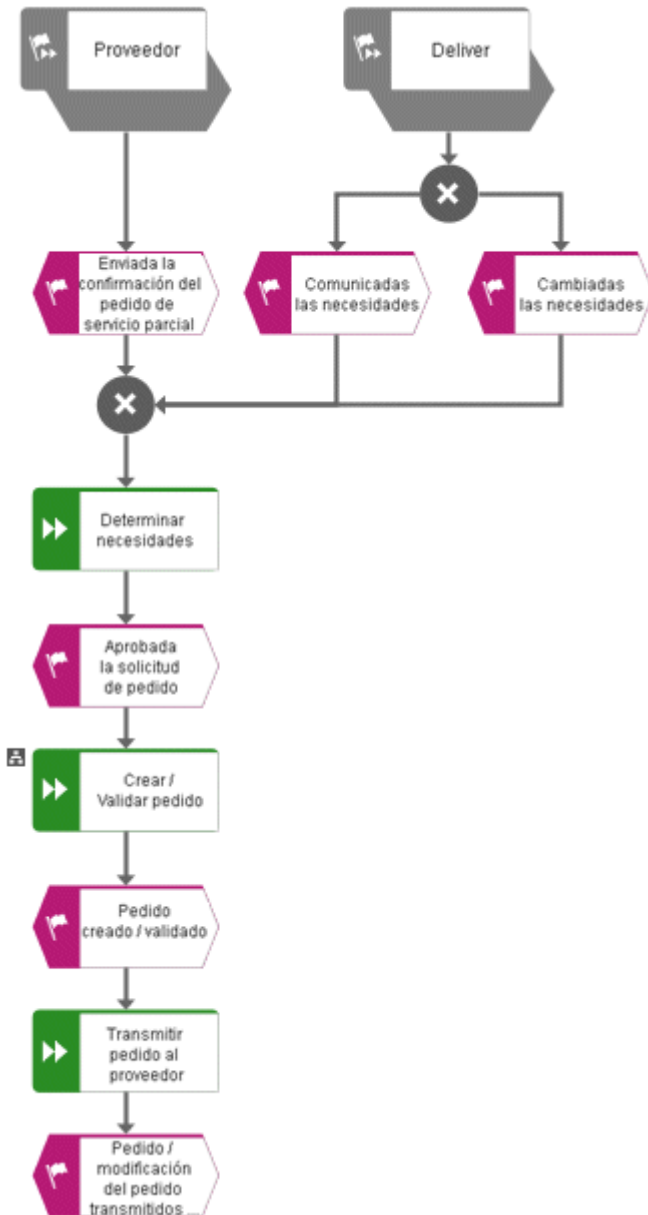 Proveedor
Deliver
Enviada la
confirmación del
pedido de
servicio parcial
Comunicadas
las necesidades
Cambiadas
las necesidades
Determinar
necesidades
Aprobada
la solicitud
de pedido
Crear /
Validar pedido
Pedido
creado / validado
Transmitir
pedido al
proveedor
Pedido /
modificación
del pedido
transmitidos ...